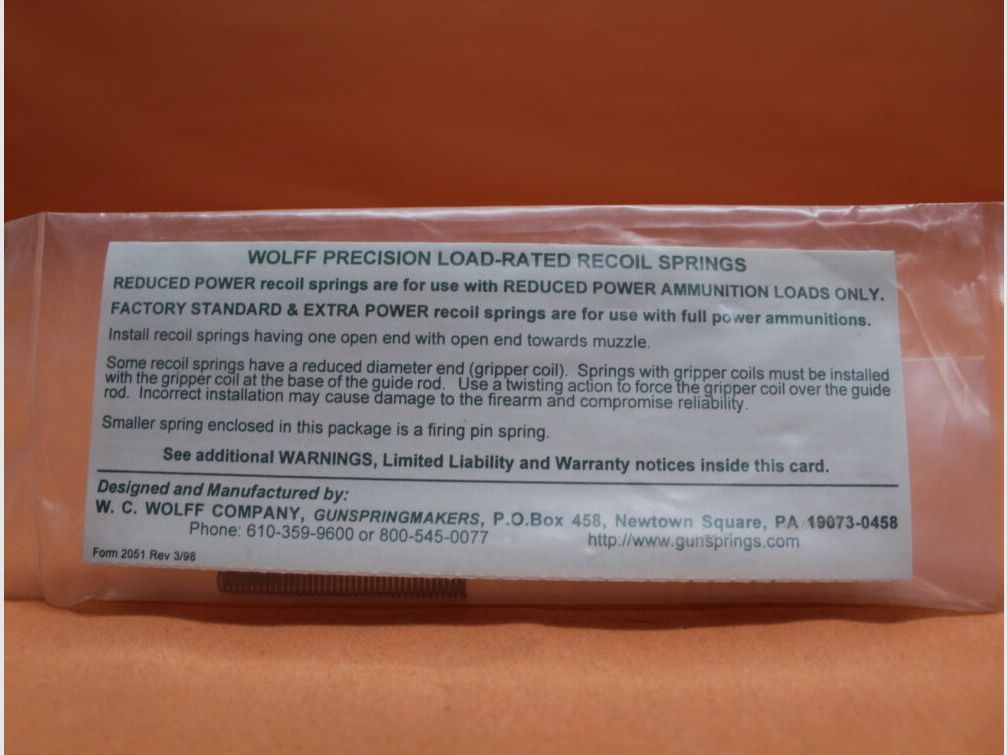 WOLFF PRECISION LOAD-RATED RECOIL SPRINGS
REDUCED POWER recoil springs are for use with REDUCED POWER AMMUNITION LOADS ONLY.
FACTORY STANDARD & EXTRA POWER recoil springs are for use with full power ammunitions.
Install recoil springs having one open end with open end towards muzzle.
Some recoil springs have a reduced diameter end (gripper coil). Springs with gripper coils must be installed
with the gripper coil at the base of the guide rod. Use a twisting action to force the gripper coil over the guide
rod. Incorrect installation may cause damage to the firearm and compromise reliability.
Smaller spring enclosed in this package is a firing pin spring.
See additional WARNINGS, Limited Liability and Warranty notices inside this card.
Designed and Manufactured by:
W. C. WOLFF COMPANY, GUNSPRINGMAKERS, P.O.Box 458, Newtown Square, PA 19073-0458
Phone: 610-359-9600 or 800-545-0077 http://www.gunsprings.com
Form 2051 Rev 3/98